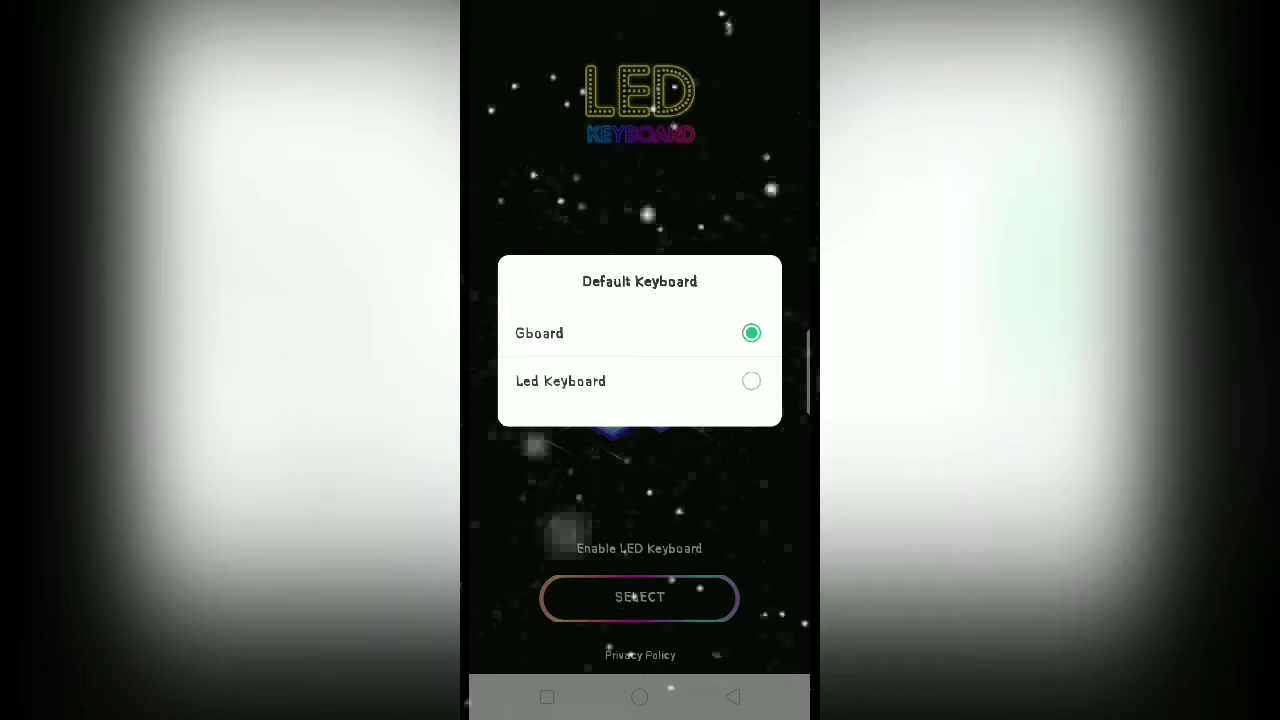 LED
KEYBOARD
Default Keyboard
Gboard
Led Keyboard
Enable LED Keyboard
SELECT
Privacy Policy